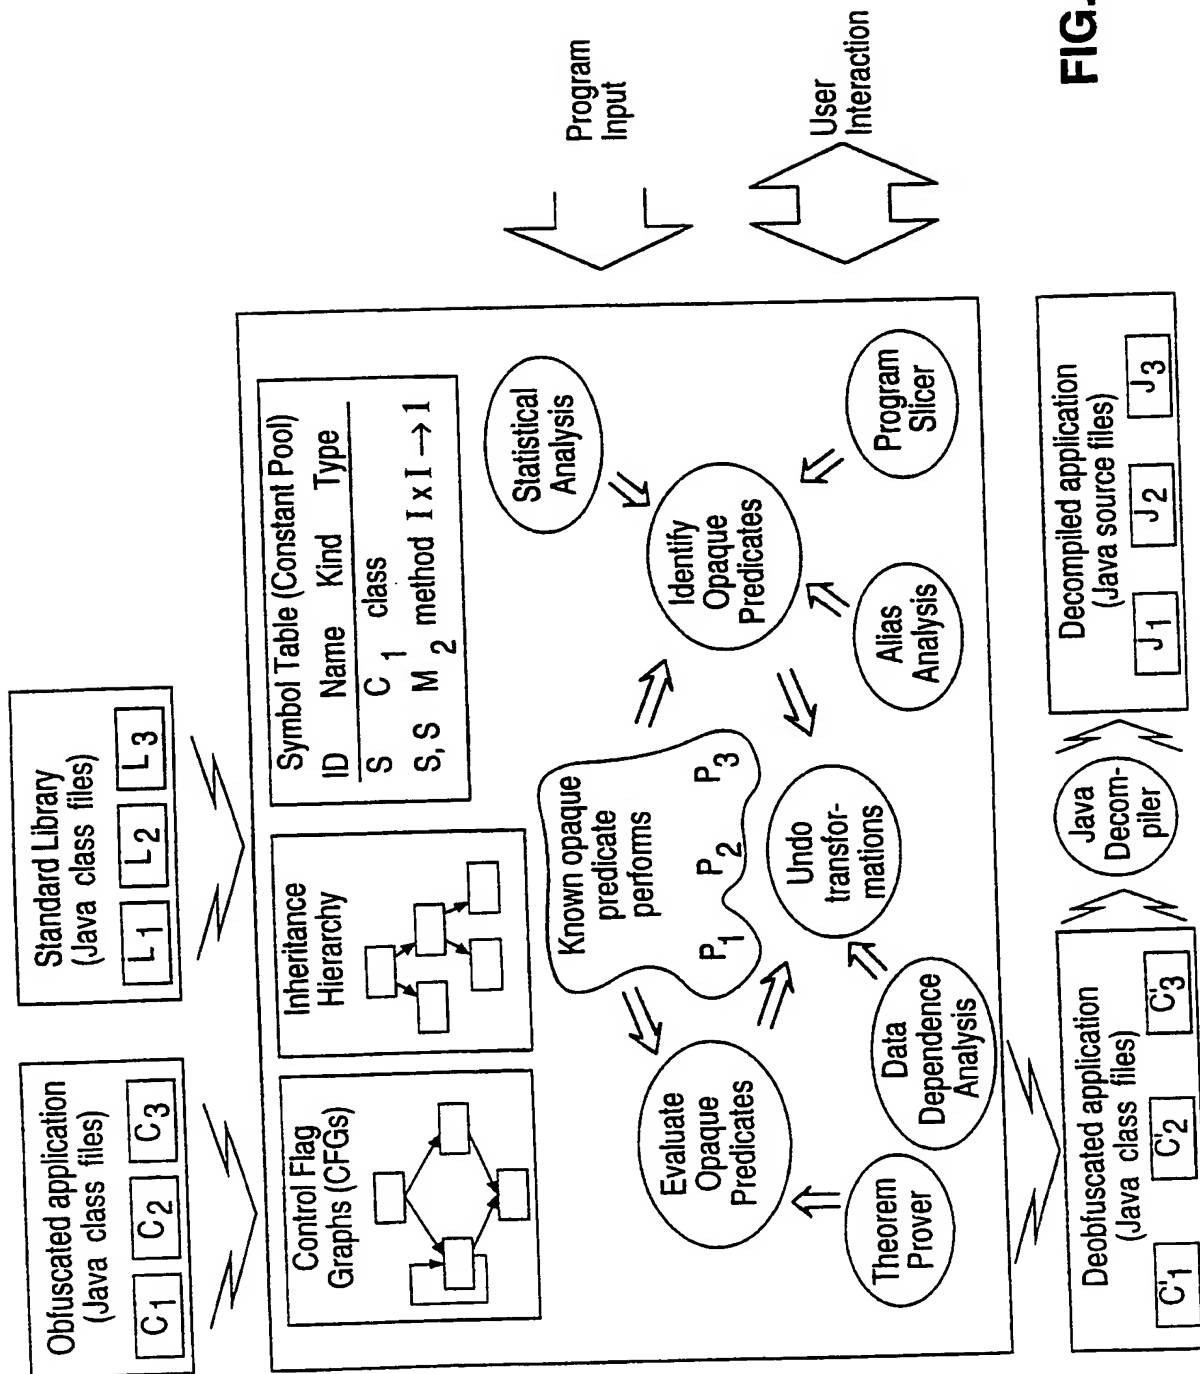 Obfuscated application
(Java class files)
C1 C2 C3
Standard Library
(Java class files)
L1 L2 L3
Control Flag
Graphs (CFGs)
Inheritance
Hierarchy
Symbol Table (Constant Pool)
ID Name Kind Type
S C1 class
S, S M2 method I x I → 1
Program
Input
User
Interaction
Statistical
Analysis
Known opaque
predicate
performs
P1 P2 P3
Evaluate
Opaque
Predicates
Identify
Opaque
Predicates
Undo
transfor-
mations
Theorem
Prover
Data
Dependence
Analysis
Alias
Analysis
Program
Slicer
Deobfuscated application
(Java class files)
C'1 C'2 C'3
Java
Decom-
piler
Decompiled application
(Java source files)
J1 J2 J3
FIG.